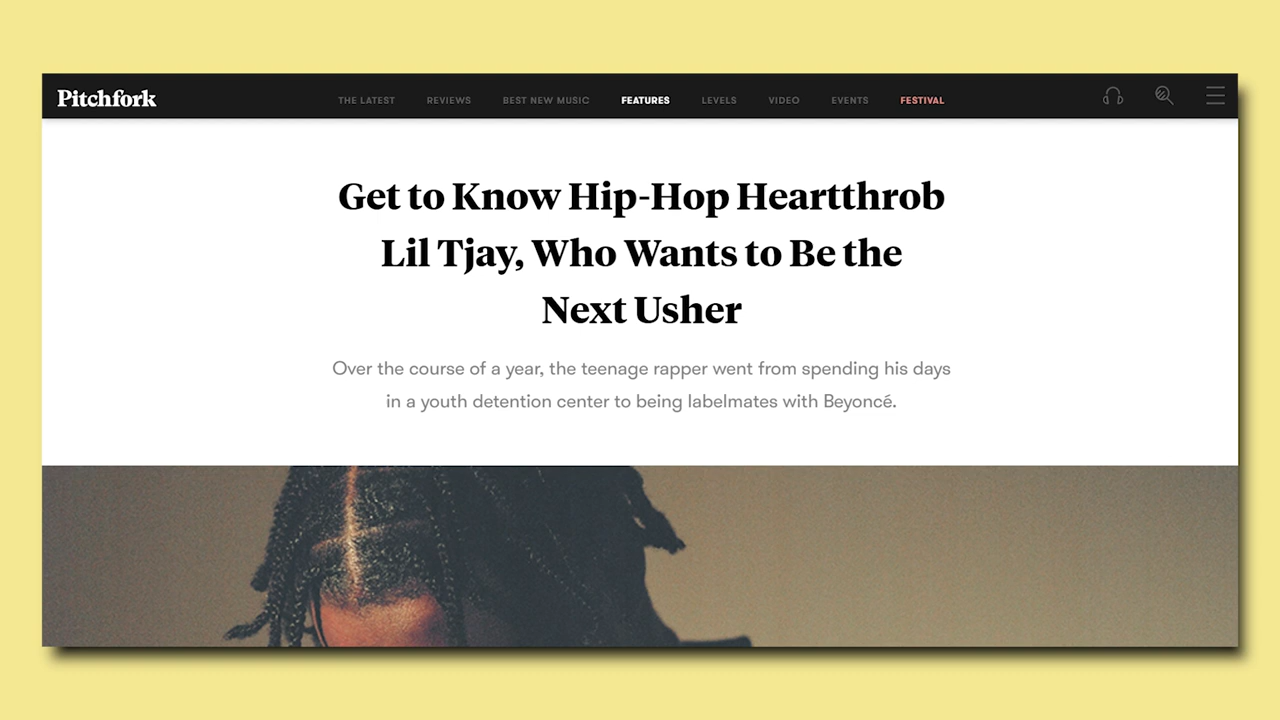 Pitchfork
THE LATEST REVIEWS BEST NEW MUSIC FEATURES LEVELS VIDEO EVENTS FESTIVAL
Get to Know Hip-Hop Heartthrob
Lil Tjay, Who Wants to Be the
Next Usher
Over the course of a year, the teenage rapper went from spending his days
in a youth detention center to being labelmates with Beyoncé.